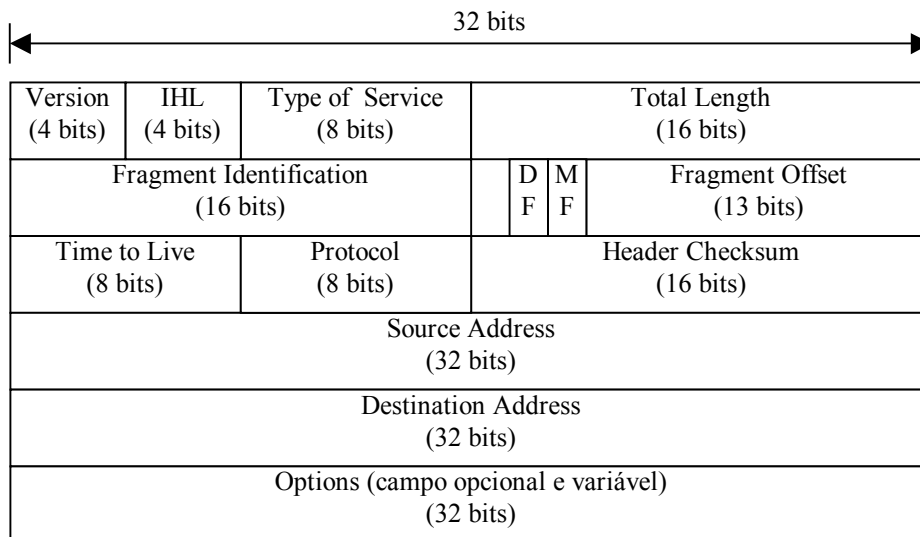 32 bits
Version IHL Type of Service Total Length
(4 bits) (4 bits) (8 bits) (16 bits)
Fragment Identification D M Fragment Offset
(16 bits) F F (13 bits)
Time to Live Protocol Header Checksum
(8 bits) (8 bits) (16 bits)
Source Address
(32 bits)
Destination Address
(32 bits)
Options (campo opcional e variável)
(32 bits)